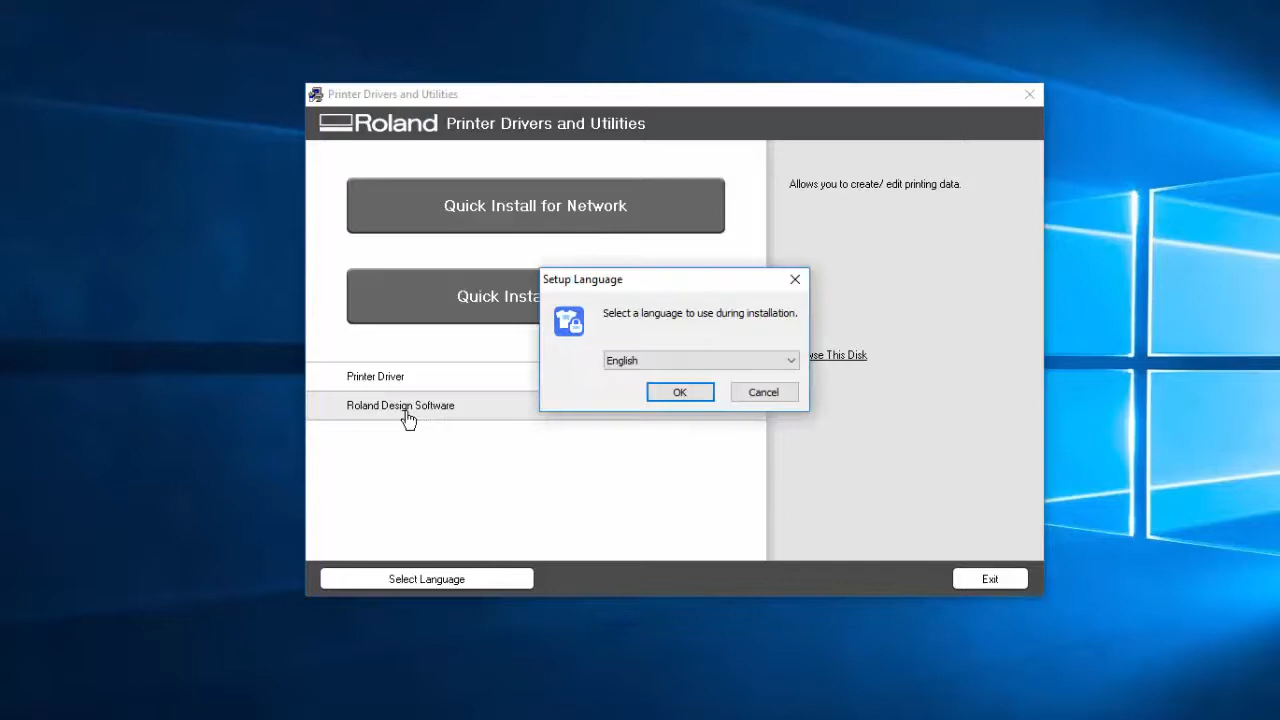 Printer Drivers and Utilities
Roland Printer Drivers and Utilities
Quick Install for Network
Allows you to create/ edit printing data.
Setup Language
Select a language to use during installation.
English
OK
Cancel
Quick
This Disk
Printer Driver
Roland Design Software
Select Language
Exit